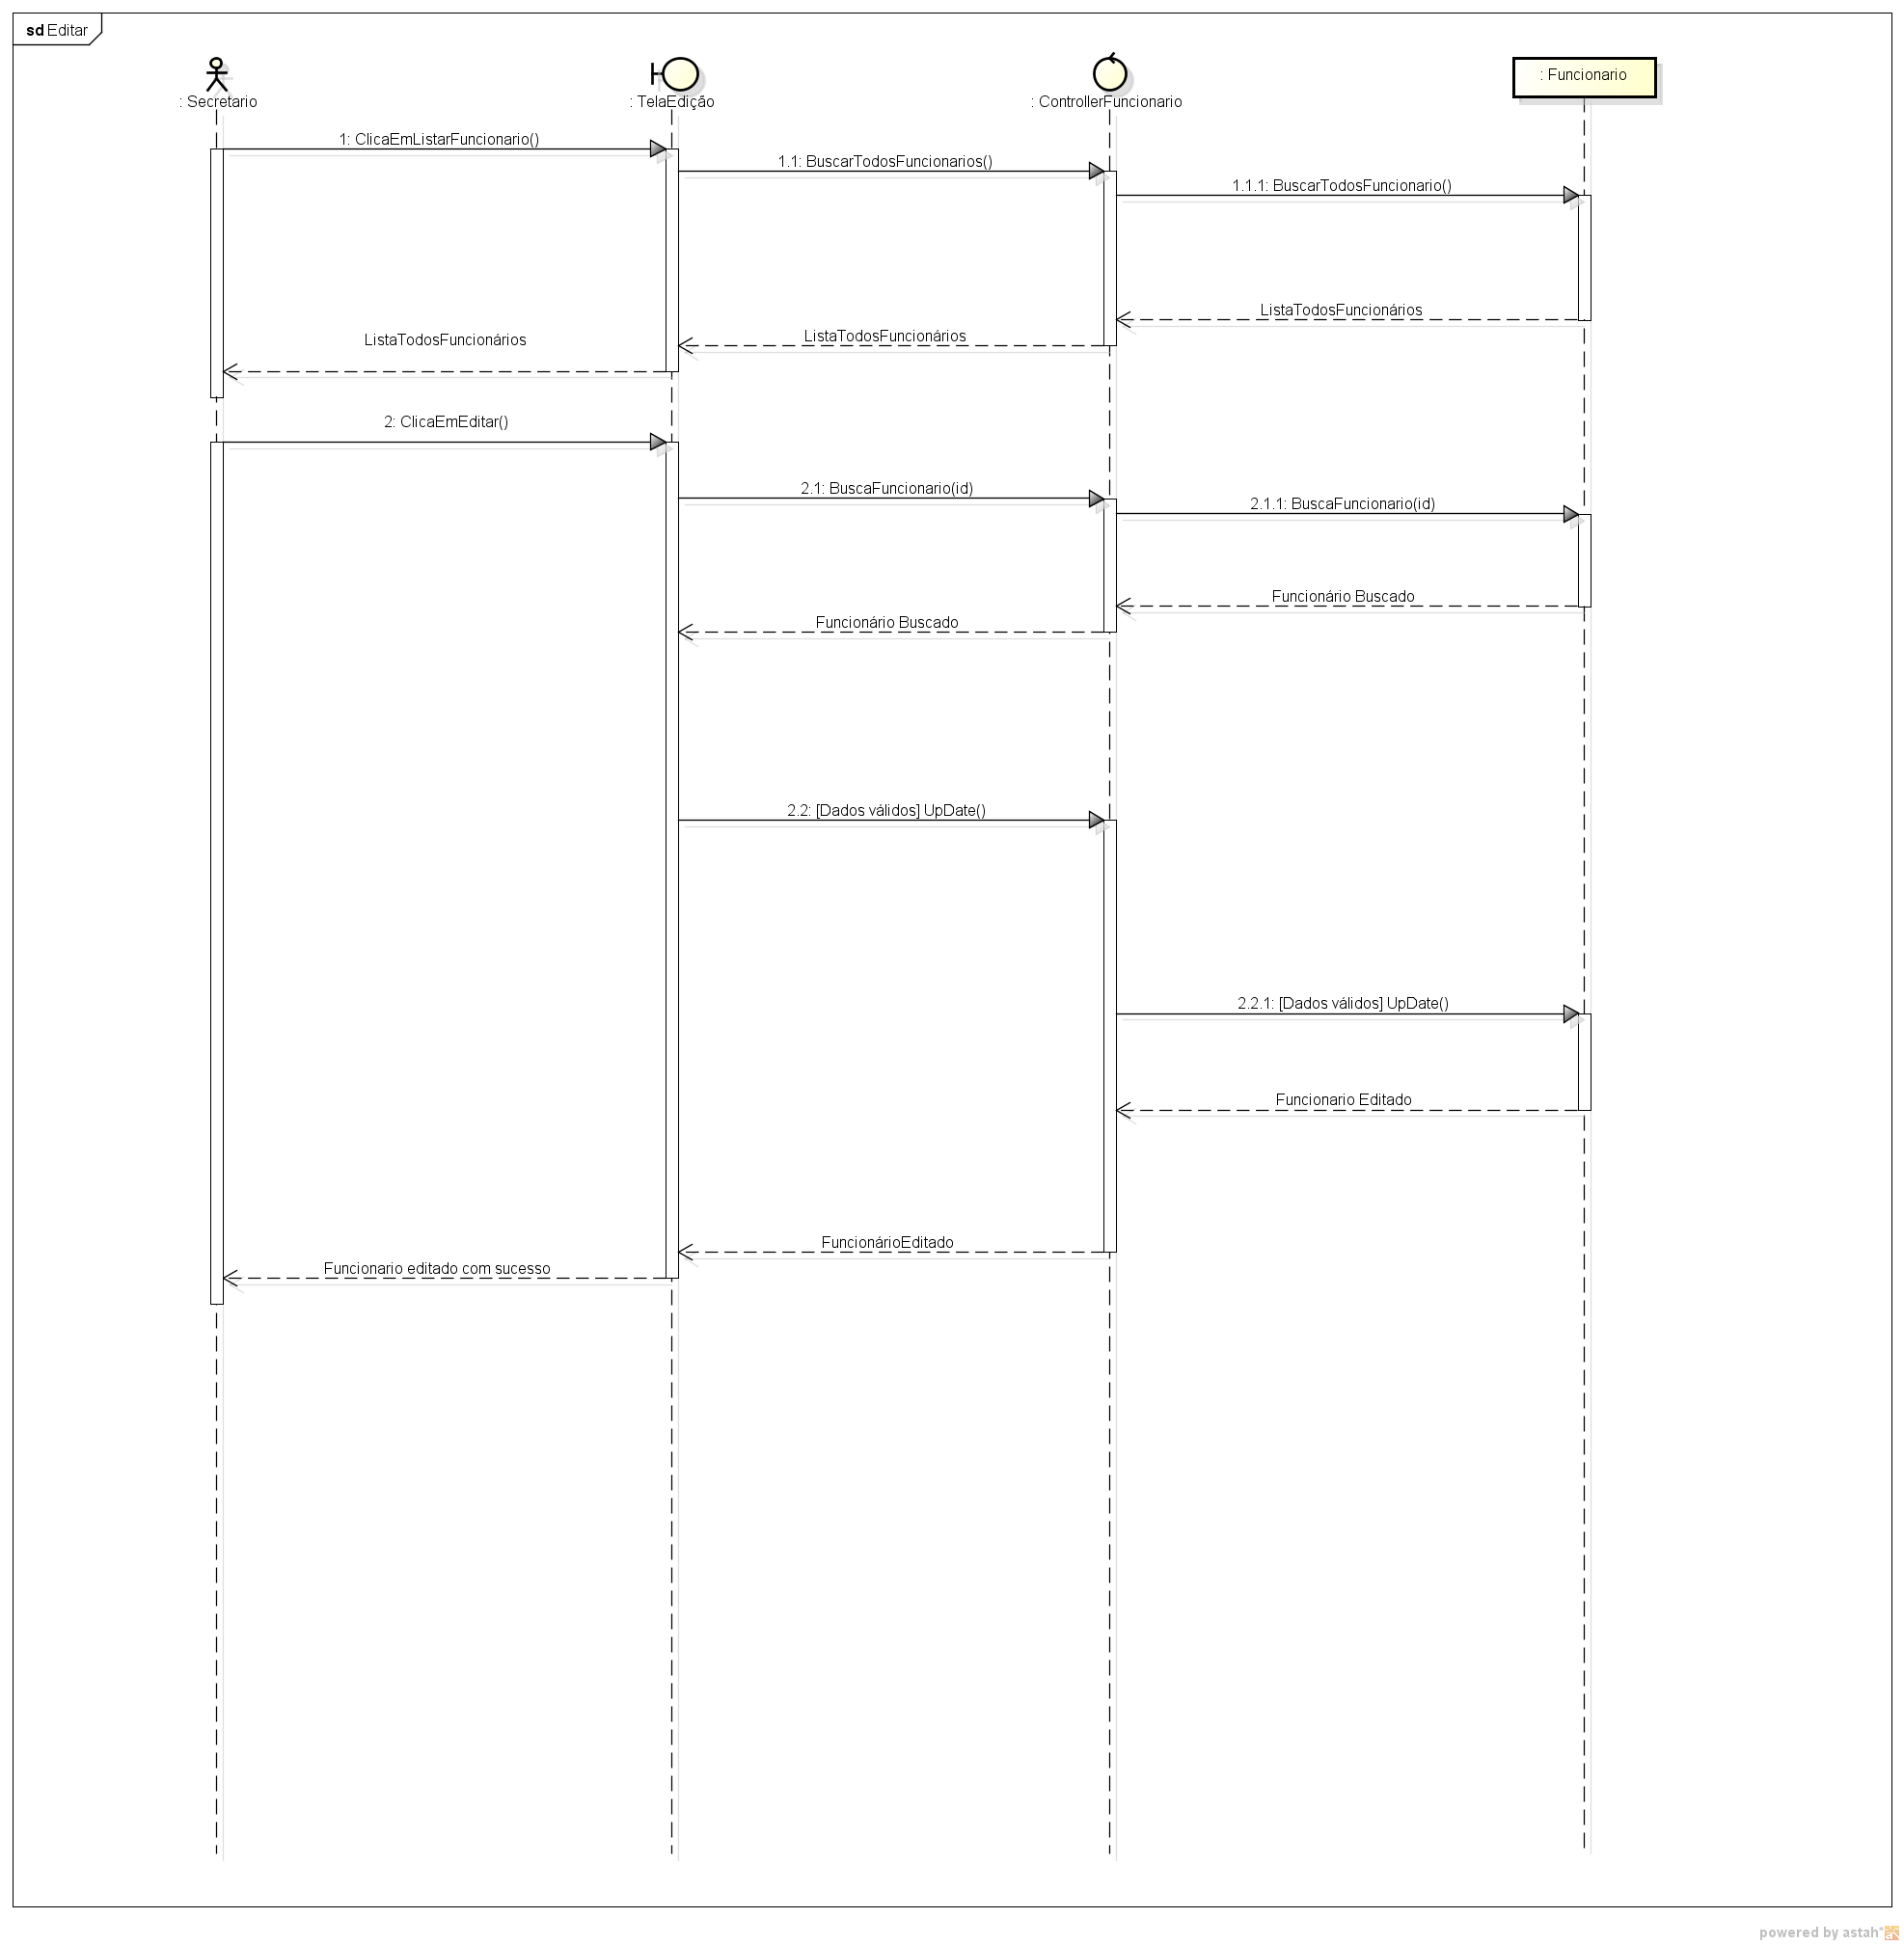 sd Editar
: Secretario
: TelaEdição
: ControllerFuncionario
: Funcionario
1: ClicaEmListarFuncionario()
1.1: BuscarTodosFuncionarios()
1.1.1: BuscarTodosFuncionario()
ListaTodosFuncionários
ListaTodosFuncionários
ListaTodosFuncionários
2: ClicaEmEditar()
2.1: BuscaFuncionario(id)
2.1.1: BuscaFuncionario(id)
Funcionário Buscado
Funcionário Buscado
2.2: [Dados válidos] UpDate()
2.2.1: [Dados válidos] UpDate()
Funcionario Editado
FuncionárioEditado
Funcionario editado com sucesso
powered by astah*